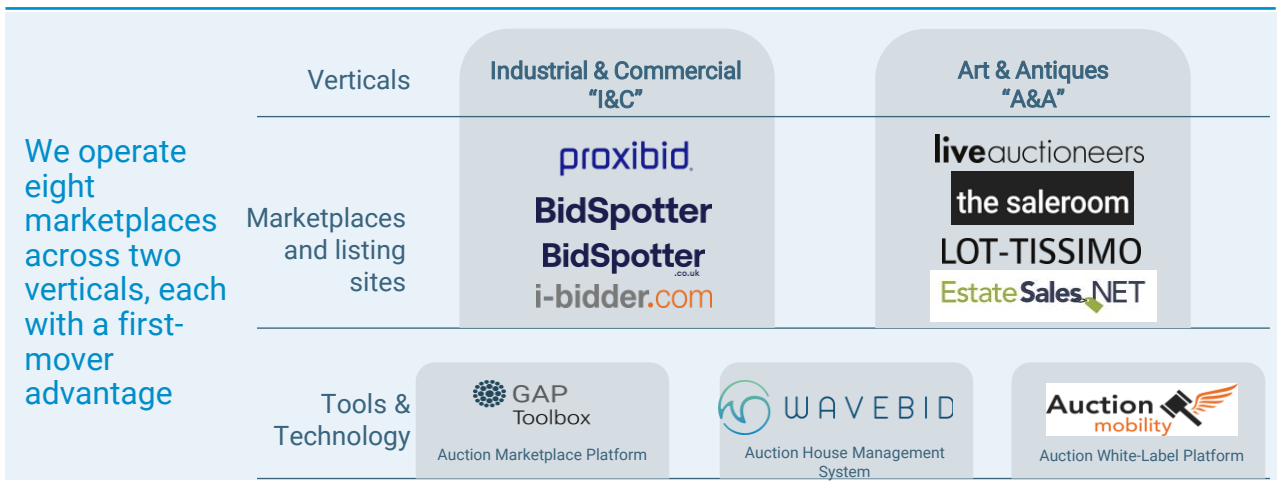 We operate
eight
marketplaces
across two
verticals, each
with a first-
mover
advantage
Verticals
Industrial & Commercial
“I&C”
Art & Antiques
“A&A”
Marketplaces
and listing
sites
proxibid.
BidSpotter
BidSpotter
.co.uk
i-bidder.com
liveauctioneers
the saleroom
LOT-TISSIMO
EstateSales.NET
Tools &
Technology
GAP
Toolbox
Auction Marketplace Platform
WAVEBID
Auction House Management
System
Auction
mobility
Auction White-Label Platform